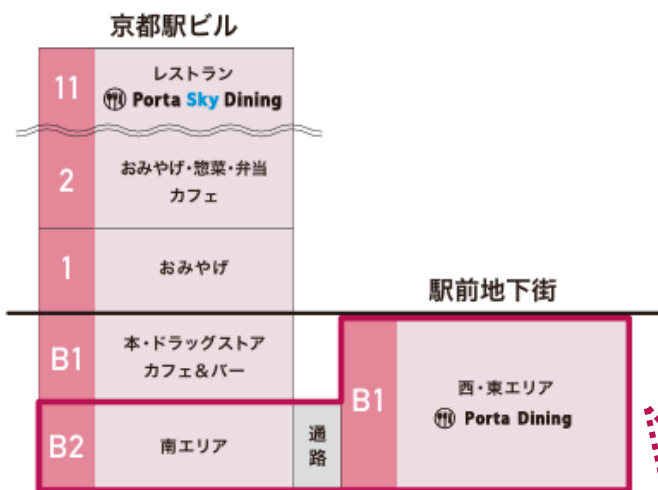 京都駅ビル
11
レストラン
Porta Sky Dining
2
おみやげ・惣菜・弁当
カフェ
1
おみやげ
駅前地下街
B1
本・ドラッグストア
カフェ&バー
B1
西・東エリア
Porta Dining
B2
南エリア
通路